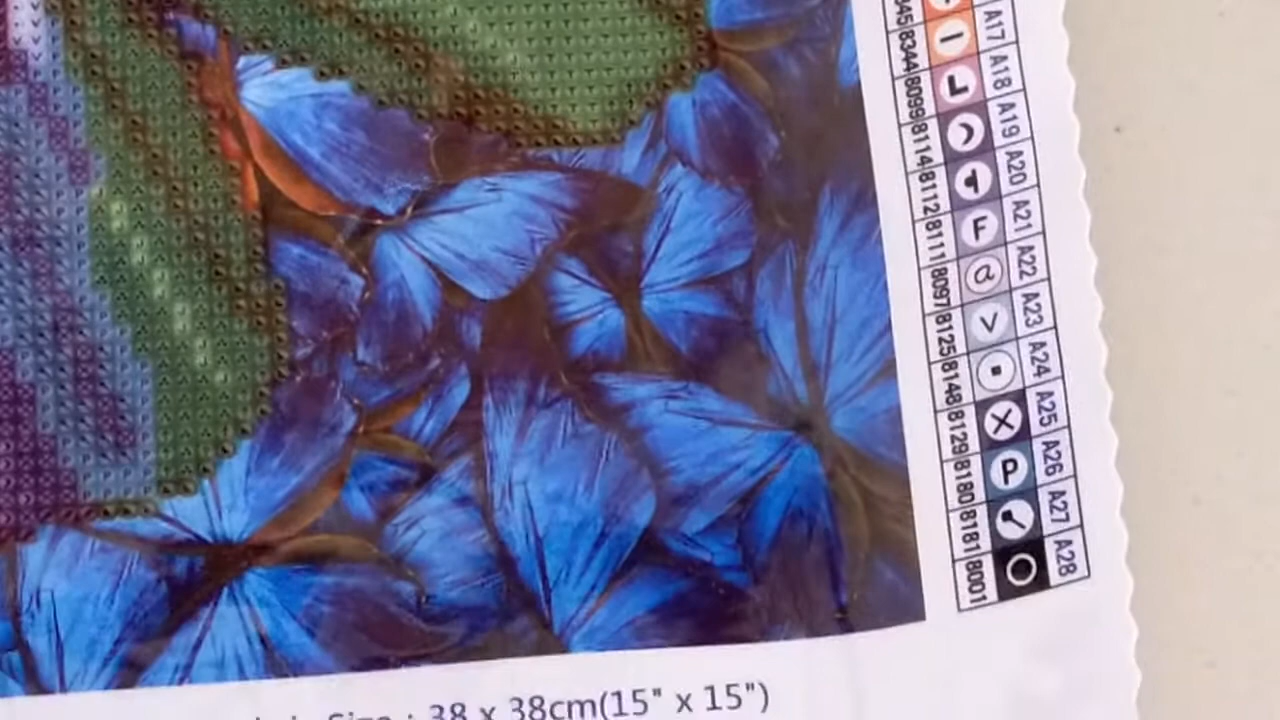 A17 A18 A19 A20 A21 A22 A23 A24 A25 A26 A27 A28
L T F a > X P O
8344 8099 8114 8112 8111 8097 8125 8148 8129 8180 8181 8001
Size : 38 x 38cm(15" x 15")